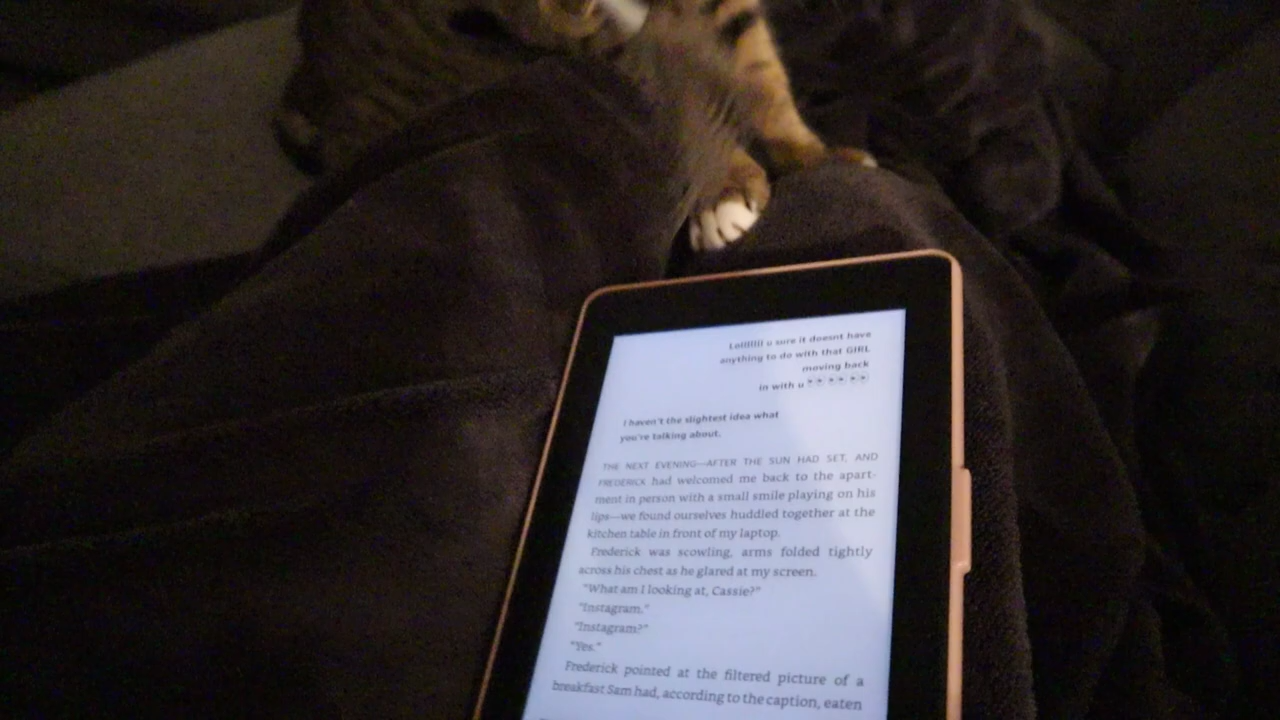 Lolllllll u sure it doesnt have
anything to do with that GIRL
moving back
in with u
I haven't the slightest idea what
you're talking about.
THE NEXT EVENING—AFTER THE SUN HAD SET, AND
FREDERICK had welcomed me back to the apart-
ment in person with a small smile playing on his
lips—we found ourselves huddled together at the
kitchen table in front of my laptop.
Frederick was scowling, arms folded tightly
across his chest as he glared at my screen.
"What am I looking at, Cassie?"
"Instagram."
"Instagram?"
"Yes."
Frederick pointed at the filtered picture of a
breakfast Sam had, according to the caption, eaten